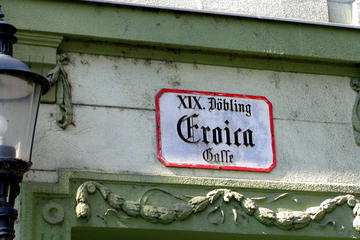 XIX. Döbling
Eroica
Gasse